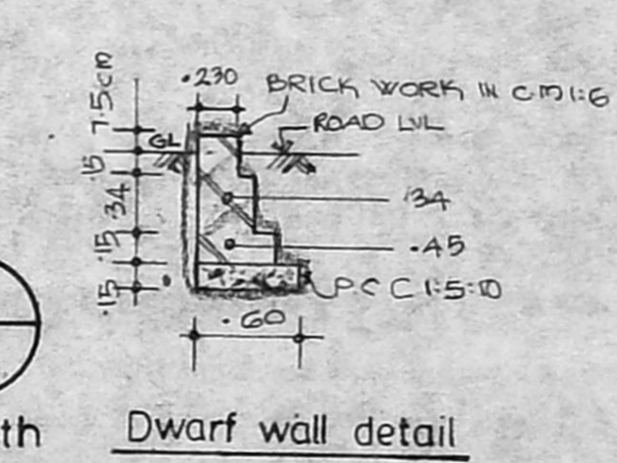 .230
BRICK WORK IN CM 1:6
7.5cm
GL
ROAD LVL
.15
34
.34
.15
.45
.15
P.C C 1:5:10
.60
th
Dwarf wall detail